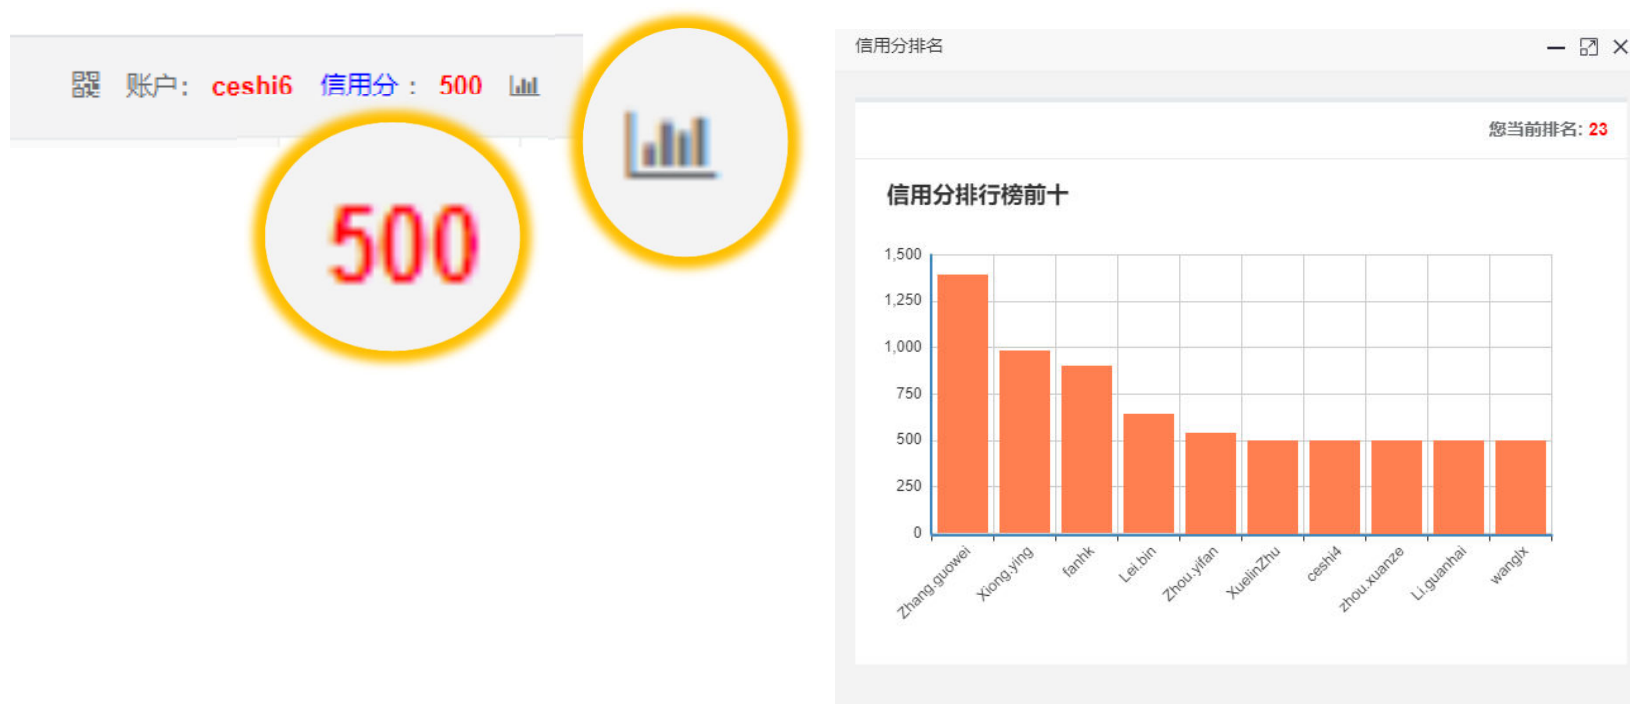 账户： ceshi6 信用分： 500
500
信用分排名
您当前排名: 23
信用分排行榜前十
1,500
1,250
1,000
750
500
250
0
Zhang.guowei
Xiong.ying
fanhk
Lei.bin
Zhou.yifan
XuelinZhu
ceshi4
zhou.xuanze
Li.guanhai
wanglx